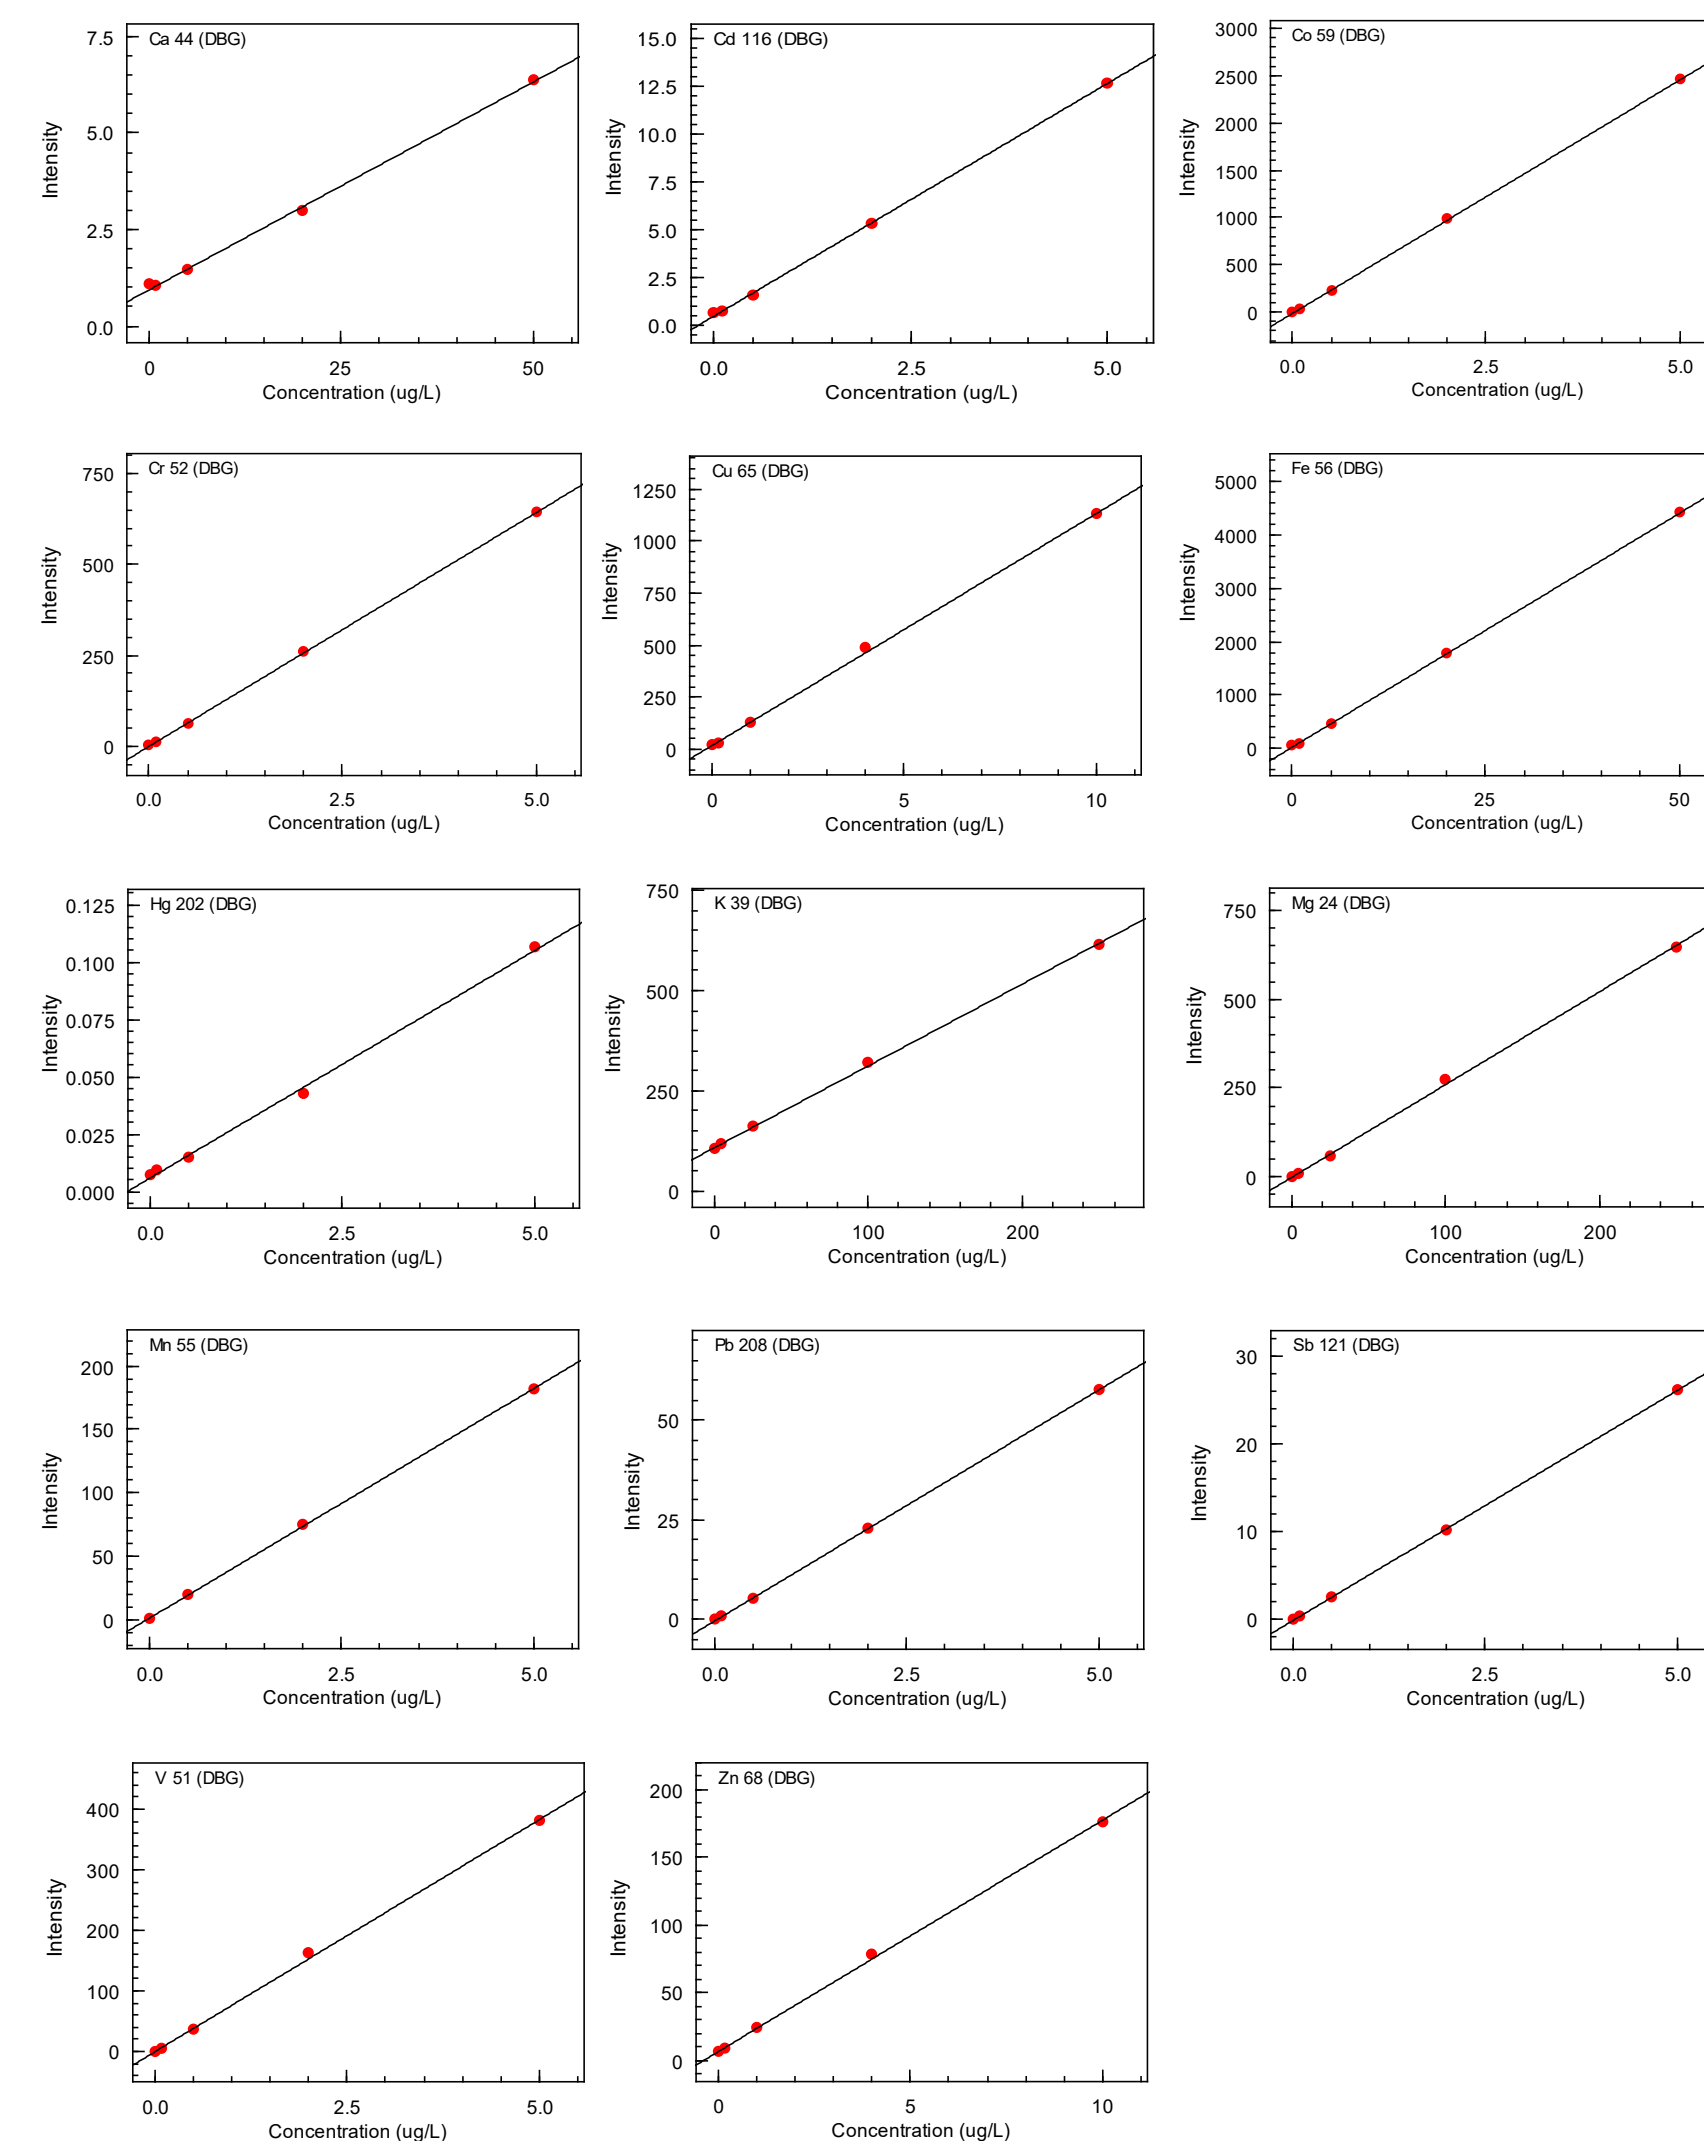 Ca 44 (DBG)
7.5
5.0
2.5
0.0
Intensity
0 25 50
Concentration (ug/L)
Cd 116 (DBG)
15.0
12.5
10.0
7.5
5.0
2.5
0.0
Intensity
0.0 2.5 5.0
Concentration (ug/L)
Co 59 (DBG)
3000
2500
2000
1500
1000
500
0
Intensity
0.0 2.5 5.0
Concentration (ug/L)
Cr 52 (DBG)
750
500
250
0
Intensity
0.0 2.5 5.0
Concentration (ug/L)
Cu 65 (DBG)
1250
1000
750
500
250
0
Intensity
0 5 10
Concentration (ug/L)
Fe 56 (DBG)
5000
4000
3000
2000
1000
0
Intensity
0 25 50
Concentration (ug/L)
Hg 202 (DBG)
0.125
0.100
0.075
0.050
0.025
0.000
Intensity
0.0 2.5 5.0
Concentration (ug/L)
K 39 (DBG)
750
500
250
0
Intensity
0 100 200
Concentration (ug/L)
Mg 24 (DBG)
750
500
250
0
Intensity
0 100 200
Concentration (ug/L)
Mn 55 (DBG)
200
150
100
50
0
Intensity
0.0 2.5 5.0
Concentration (ug/L)
Pb 208 (DBG)
50
25
0
Intensity
0.0 2.5 5.0
Concentration (ug/L)
Sb 121 (DBG)
30
20
10
0
Intensity
0.0 2.5 5.0
Concentration (ug/L)
V 51 (DBG)
400
300
200
100
0
Intensity
0.0 2.5 5.0
Concentration (ug/L)
Zn 68 (DBG)
200
150
100
50
0
Intensity
0 5 10
Concentration (ug/L)